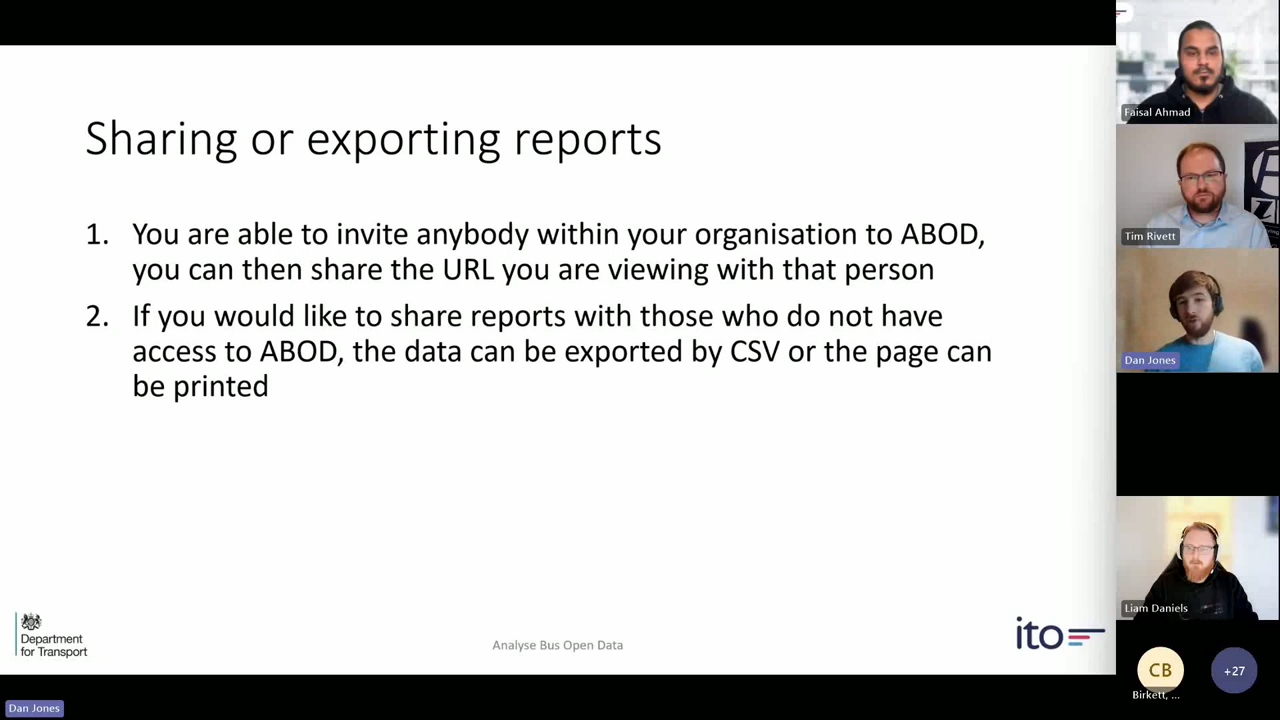 Sharing or exporting reports
1. You are able to invite anybody within your organisation to ABOD,
you can then share the URL you are viewing with that person
2. If you would like to share reports with those who do not have
access to ABOD, the data can be exported by CSV or the page can
be printed
Department
for Transport
Analyse Bus Open Data
ito
Faisal Ahmad
Tim Rivett
Dan Jones
Liam Daniels
CB
Birkett, ...
+27
Dan Jones